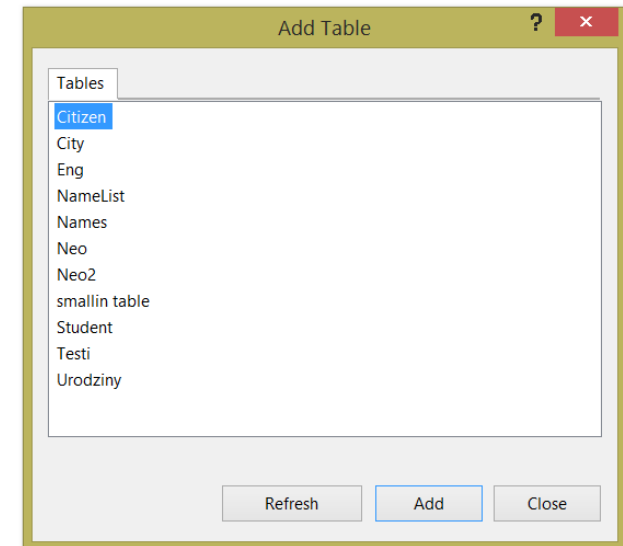 Add Table
?
Tables
Citizen
City
Eng
NameList
Names
Neo
Neo2
smallin table
Student
Testi
Urodziny
Refresh Add Close